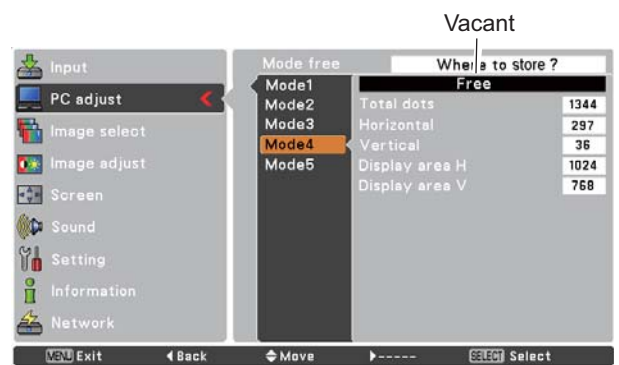 Vacant
Mode free Where to store ?
Input
PC adjust
Image select
Image adjust
Screen
Sound
Setting
Information
Network
Mode1
Mode2
Mode3
Mode4
Mode5
Free
Total dots 1344
Horizontal 297
Vertical 36
Display area H 1024
Display area V 768
MENU Exit Back Move ----- SELECT Select